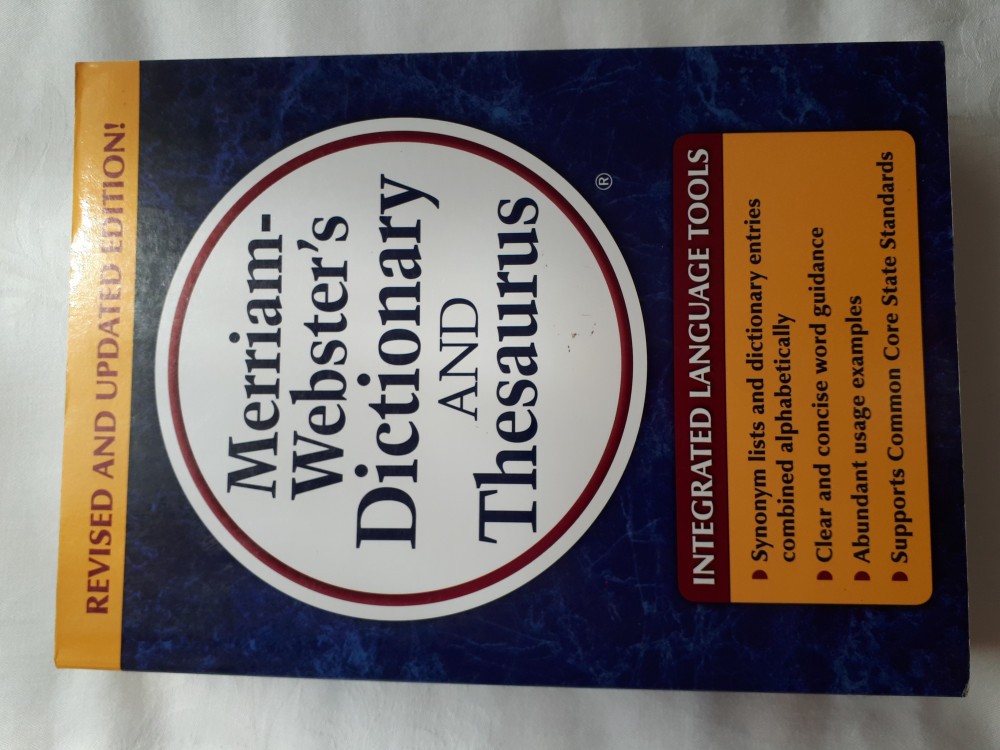 REVISED AND UPDATED EDITION!
Merriam-
Webster's
Dictionary
AND
Thesaurus
®
INTEGRATED LANGUAGE TOOLS
Synonym lists and dictionary entries
combined alphabetically
Clear and concise word guidance
Abundant usage examples
Supports Common Core State Standards